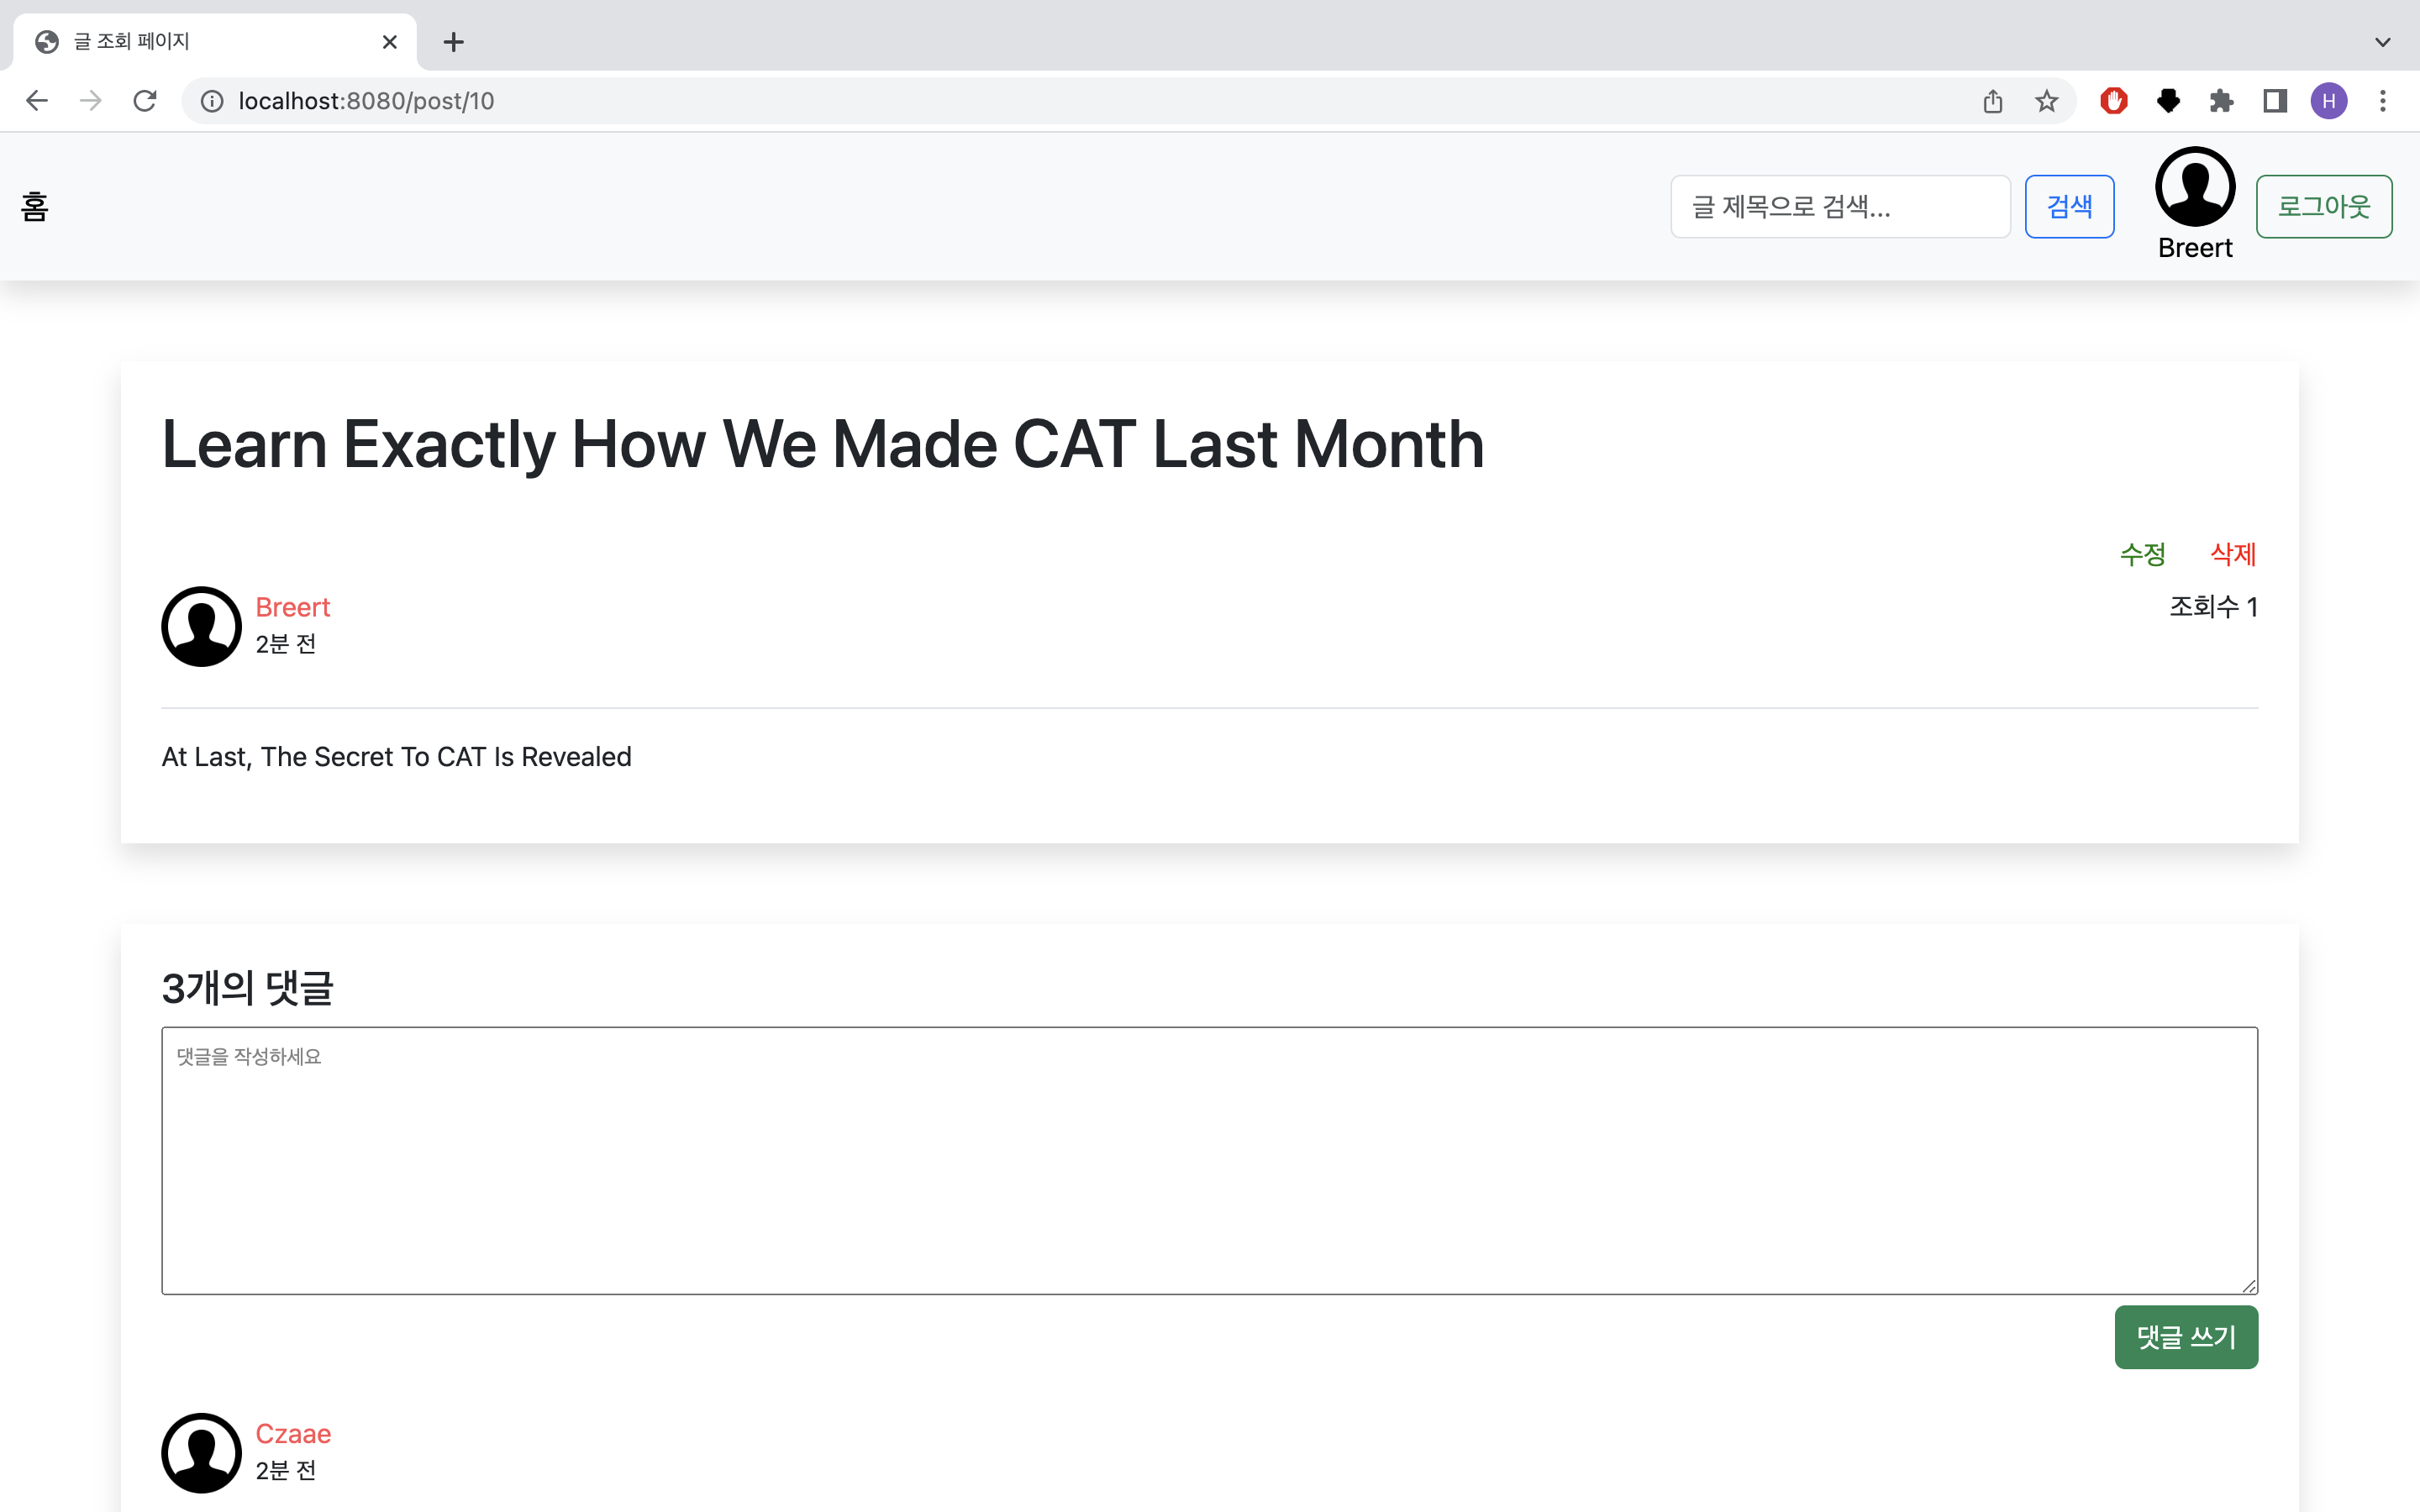 글 조회 페이지
localhost:8080/post/10
H
홈
글 제목으로 검색...
검색
Breert
로그아웃
Learn Exactly How We Made CAT Last Month
수정 삭제
Breert
조회수 1
2분 전
At Last, The Secret To CAT Is Revealed
3개의 댓글
댓글을 작성하세요
댓글 쓰기
Czaae
2분 전